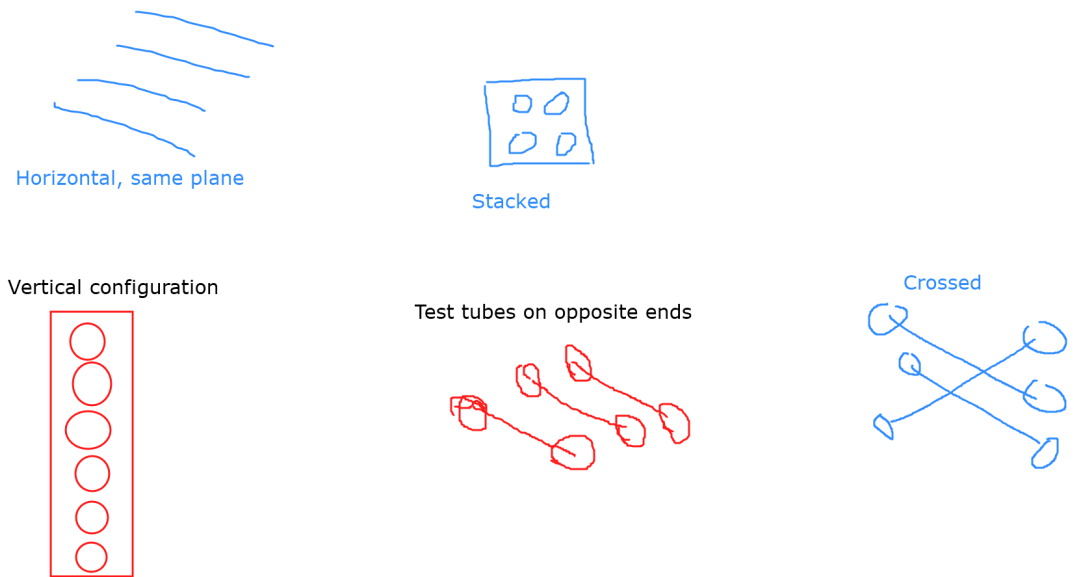 Horizontal, same plane
Stacked
Vertical configuration
Test tubes on opposite ends
Crossed